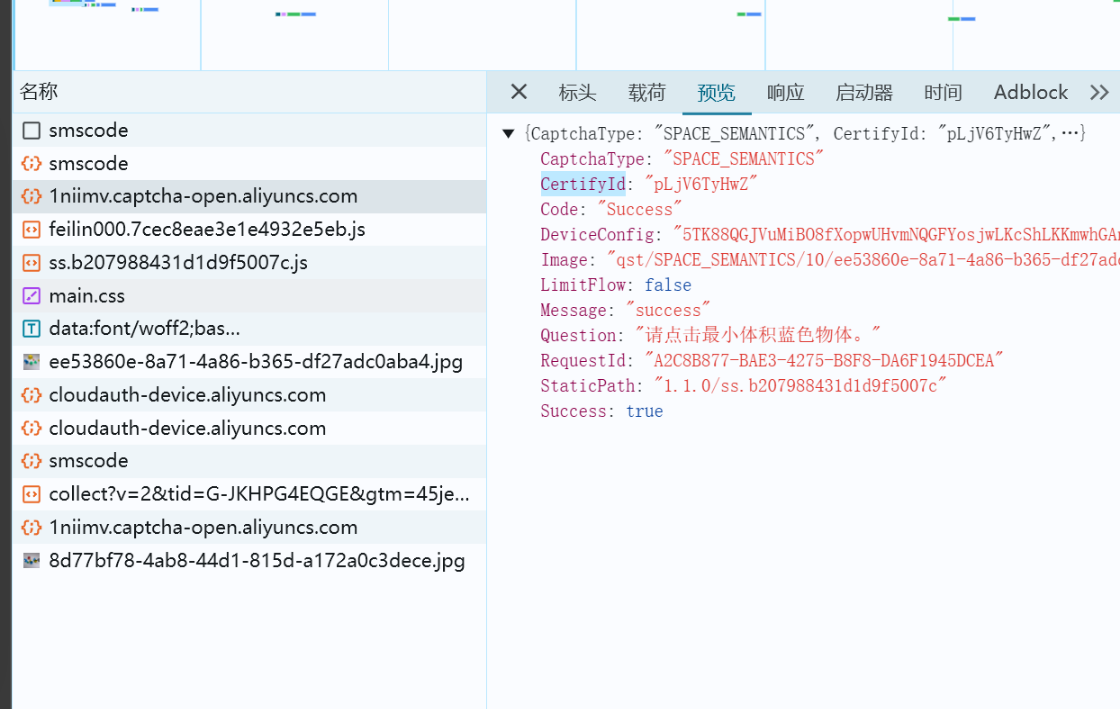 名称
smscode
smscode
1niimv.captcha-open.aliyuncs.com
feilin000.7cec8eae3e1e4932e5eb.js
ss.b207988431d1d9f5007c.js
main.css
data:font/woff2;bas...
ee53860e-8a71-4a86-b365-df27adc0aba4.jpg
cloudauth-device.aliyuncs.com
cloudauth-device.aliyuncs.com
smscode
collect?v=2&tid=G-JKHPG4EQGE&gtm=45je...
1niimv.captcha-open.aliyuncs.com
8d77bf78-4ab8-44d1-815d-a172a0c3dece.jpg
标头 载荷 预览 响应 启动器 时间 Adblock
{CaptchaType: "SPACE_SEMANTICS", CertifyId: "pLjV6TyHwZ",…}
CaptchaType: "SPACE_SEMANTICS"
CertifyId: "pLjV6TyHwZ"
Code: "Success"
DeviceConfig: "5TK88QGJVuMiBO8fXopwUHvmNQGFYosjwLKcShLKKmwhGA
Image: "qst/SPACE_SEMANTICS/10/ee53860e-8a71-4a86-b365-df27adc
LimitFlow: false
Message: "success"
Question: "请点击最小体积蓝色物体。"
RequestId: "A2C8B877-BAE3-4275-B8F8-DA6F1945DCEA"
StaticPath: "1.1.0/ss.b207988431d1d9f5007c"
Success: true